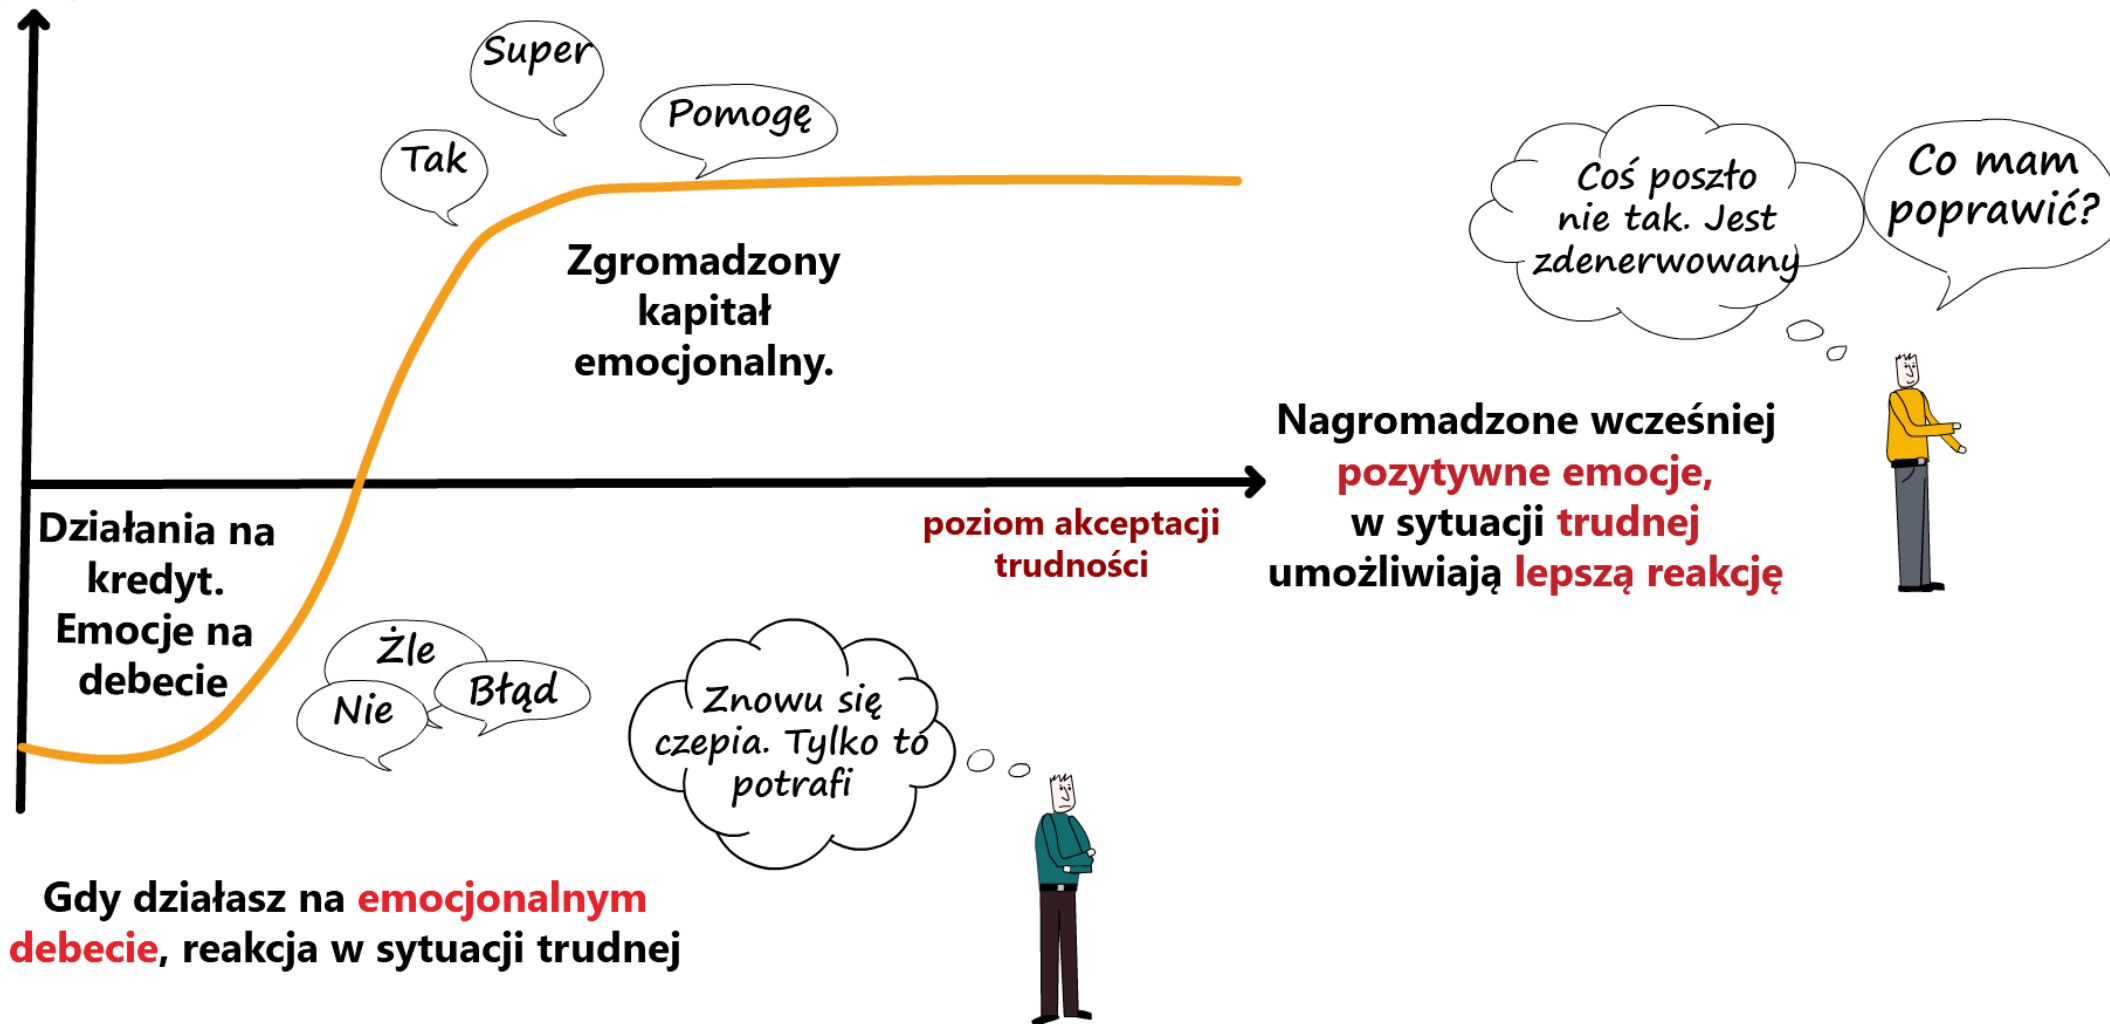 Super
Pomogę
Tak
Coś poszło
nie tak. Jest
zdenerwowany
Co mam
poprawić?
Zgromadzony
kapitał
emocjonalny.
Nagromadzone wcześniej
pozytywne emocje,
w sytuacji trudnej
umożliwiają lepszą reakcję
poziom akceptacji
trudności
Działania na
kredyt.
Emocje na
debecie
Żle
Nie
Błąd
Znowu się
czepia. Tylko to
potrafi
Gdy działasz na emocjonalnym
debecie, reakcja w sytuacji trudnej